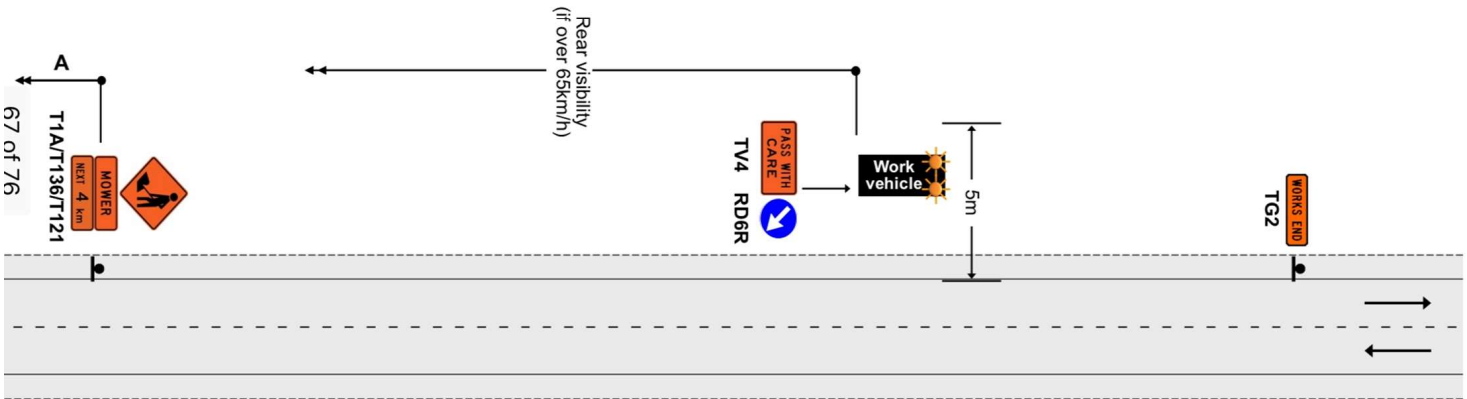 A
67 of 76
T1A/T136/T121
MOWER
NEXT 4 km
Rear visibility
(if over 65km/h)
PASS WITH
CARE
TV4 RD6R
Work
vehicle
5m
WORKS END
TG2